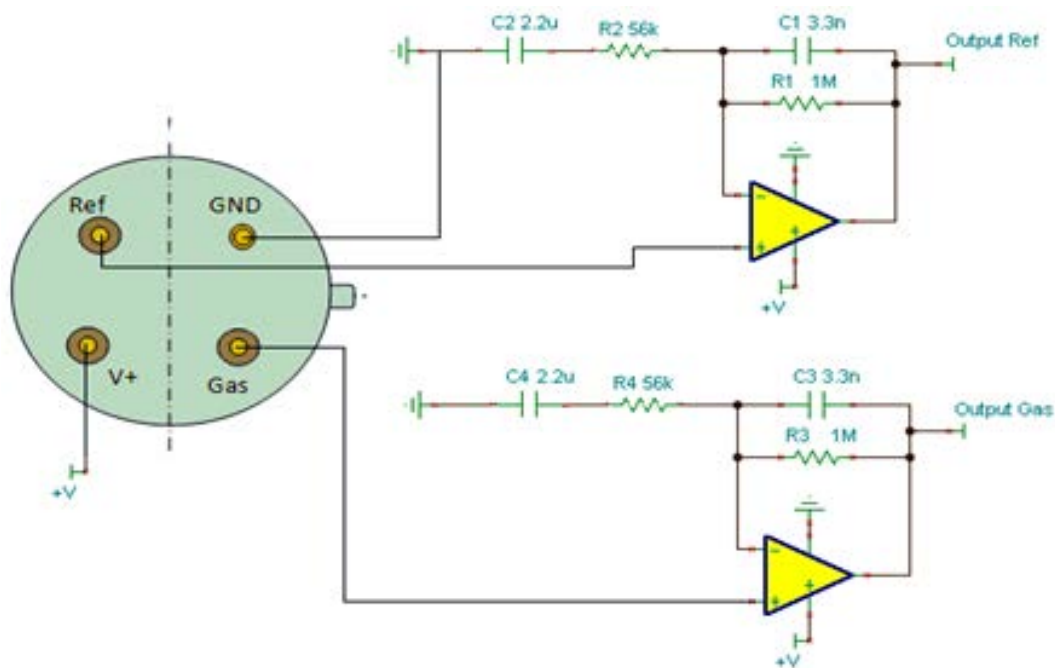 C2 2.2u
R2 56k
C1 3.3n
Output Ref
R1 1M
Ref
GND
-
+
+
+V
V+
Gas
+V
C4 2.2u
R4 56k
C3 3.3n
Output Gas
R3 1M
-
+
+
+V